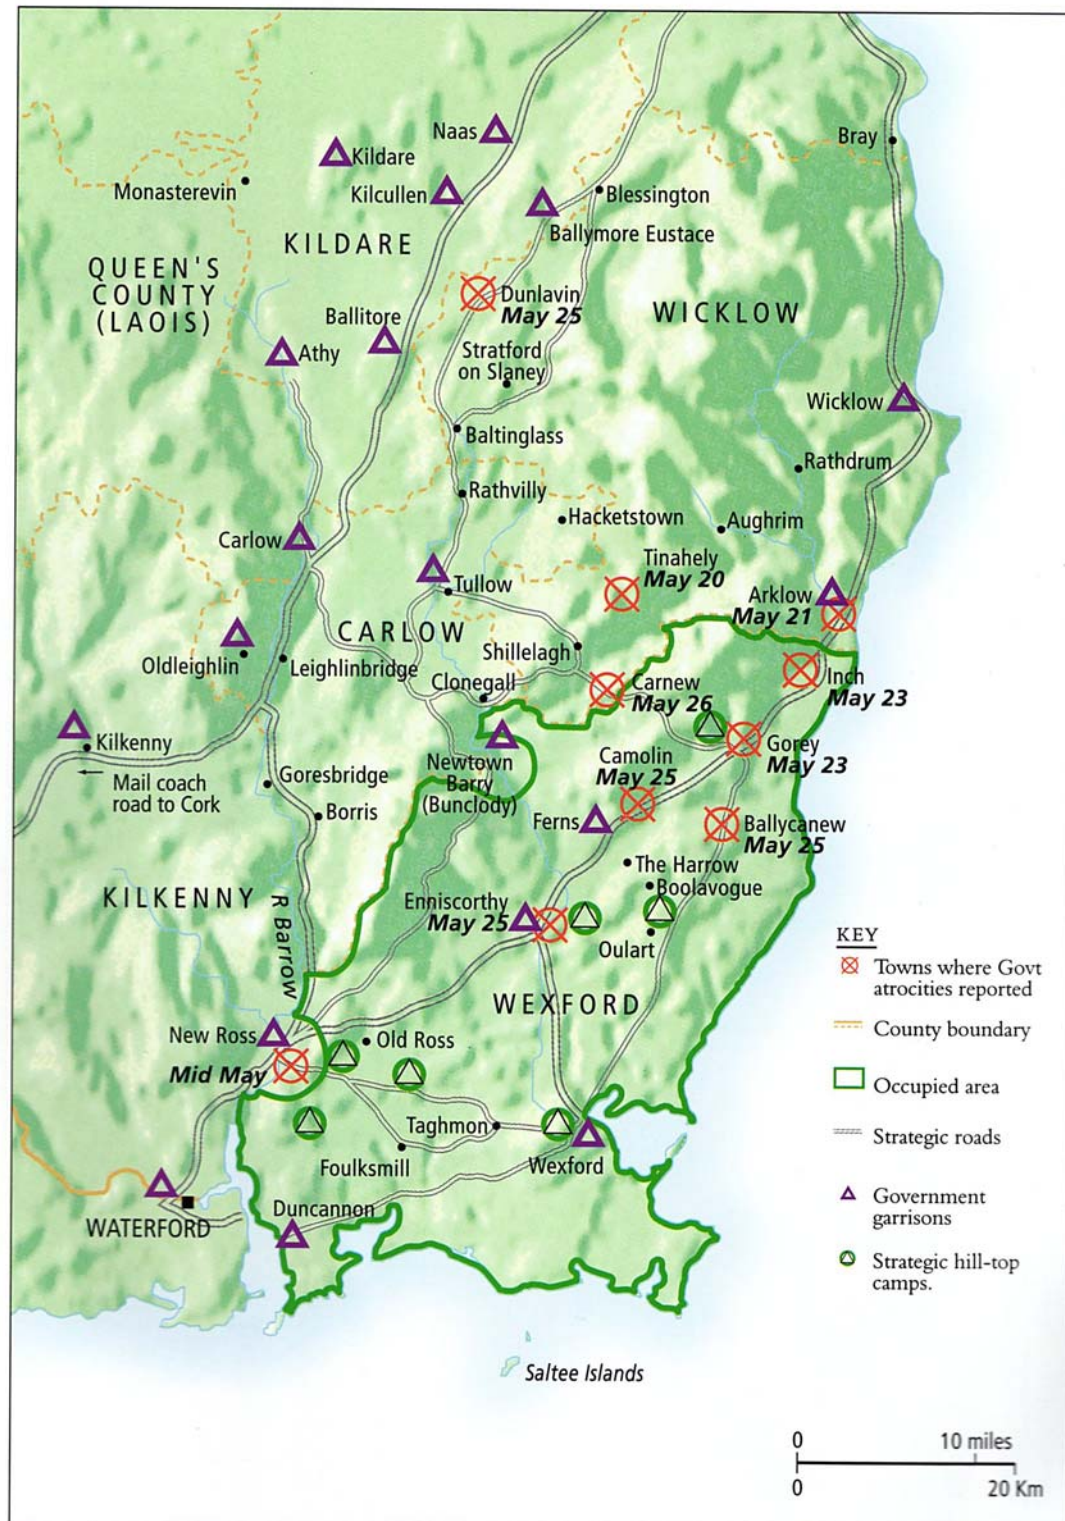 Naas
Kildare
Bray
Monasterevin
Kilcullen
Blessington
Ballymore Eustace
KILDARE
QUEEN'S
COUNTY
(LAOIS)
Dunlavin
May 25
WICKLOW
Ballitore
Athy
Stratford
on Slaney
Wicklow
Baltinglass
Rathdrum
Rathvilly
Hacketstown
Aughrim
Carlow
Tinahely
May 20
Tullow
Arklow
May 21
CARLOW
Shillelagh
Oldleighlin
Leighlinbridge
Clonegall
Carnew
May 26
Inch
May 23
Kilkenny
Mail coach
road to Cork
Goresbridge
Newtown
Barry
(Bunclody)
Camolin
May 25
Gorey
May 23
Borris
Ferns
Ballycanew
May 25
The Harrow
Boolavogue
KILKENNY
R Barrow
Enniscorthy
May 25
Oulart
WEXFORD
New Ross
Mid May
Old Ross
Taghmon
Foulksmill
Wexford
WATERFORD
Duncannon
Saltee Islands
KEY
Towns where Govt
atrocities reported
County boundary
Occupied area
Strategic roads
Government
garrisons
Strategic hill-top
camps.
0 10 miles
0 20 Km